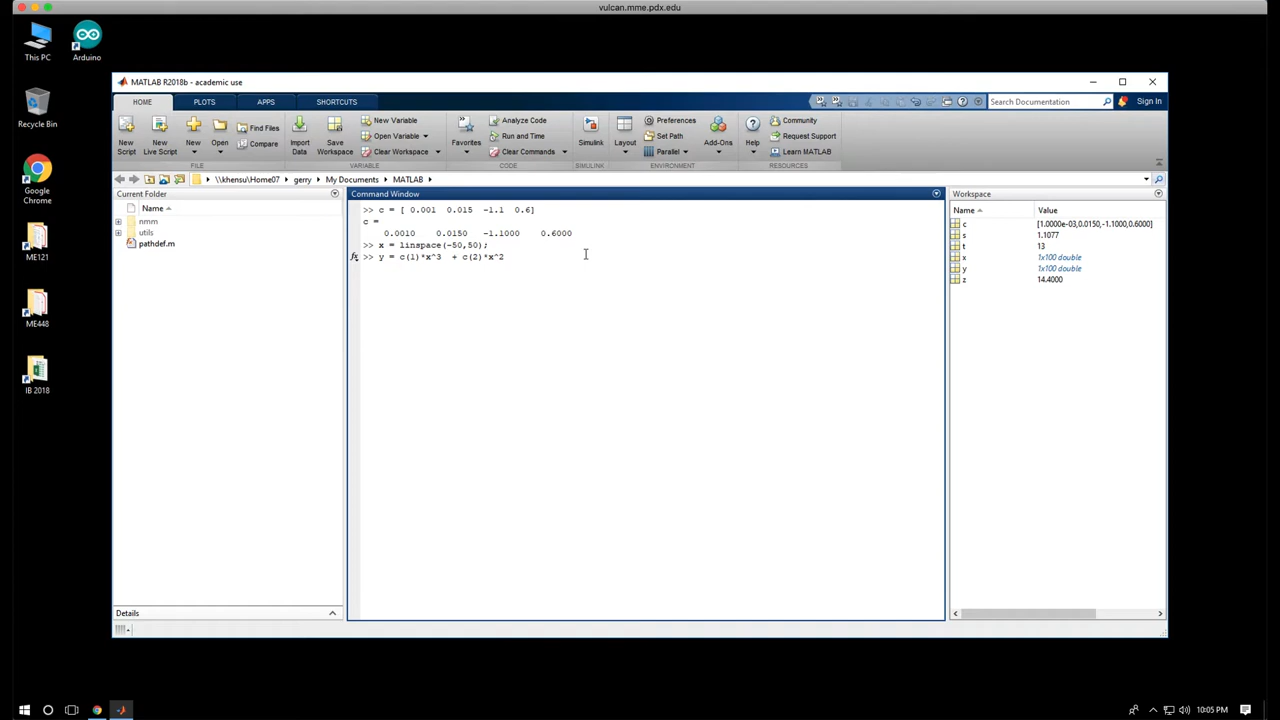 vulcan.mme.pdx.edu
This PC
Arduino
Recycle Bin
Google
Chrome
ME121
ME448
IB 2018
MATLAB R2018b - academic use
HOME PLOTS APPS SHORTCUTS
Search Documentation
Sign In
New
Script
New
Live Script
New
Open
Find Files
Compare
FILE
Import
Data
Save
Workspace
New Variable
Open Variable
Clear Workspace
VARIABLE
Favorites
Analyze Code
Run and Time
Clear Commands
CODE
Simulink
SIMULINK
Layout
Preferences
Set Path
Parallel
Add-Ons
ENVIRONMENT
Help
Community
Request Support
Learn MATLAB
RESOURCES
\\khensu\Home07 gerry My Documents MATLAB
Current Folder
Name
nmm
utils
pathdef.m
Details
Command Window
>> c = [ 0.001 0.015 -1.1 0.6]
c =
0.0010 0.0150 -1.1000 0.6000
>> x = linspace(-50,50);
fx >> y = c(1)*x^3 + c(2)*x^2
Workspace
Name Value
c [1.0000e-03,0.0150,-1.1000,0.6000]
s 1.1077
t 13
x 1x100 double
y 1x100 double
z 14.4000
10:05 PM